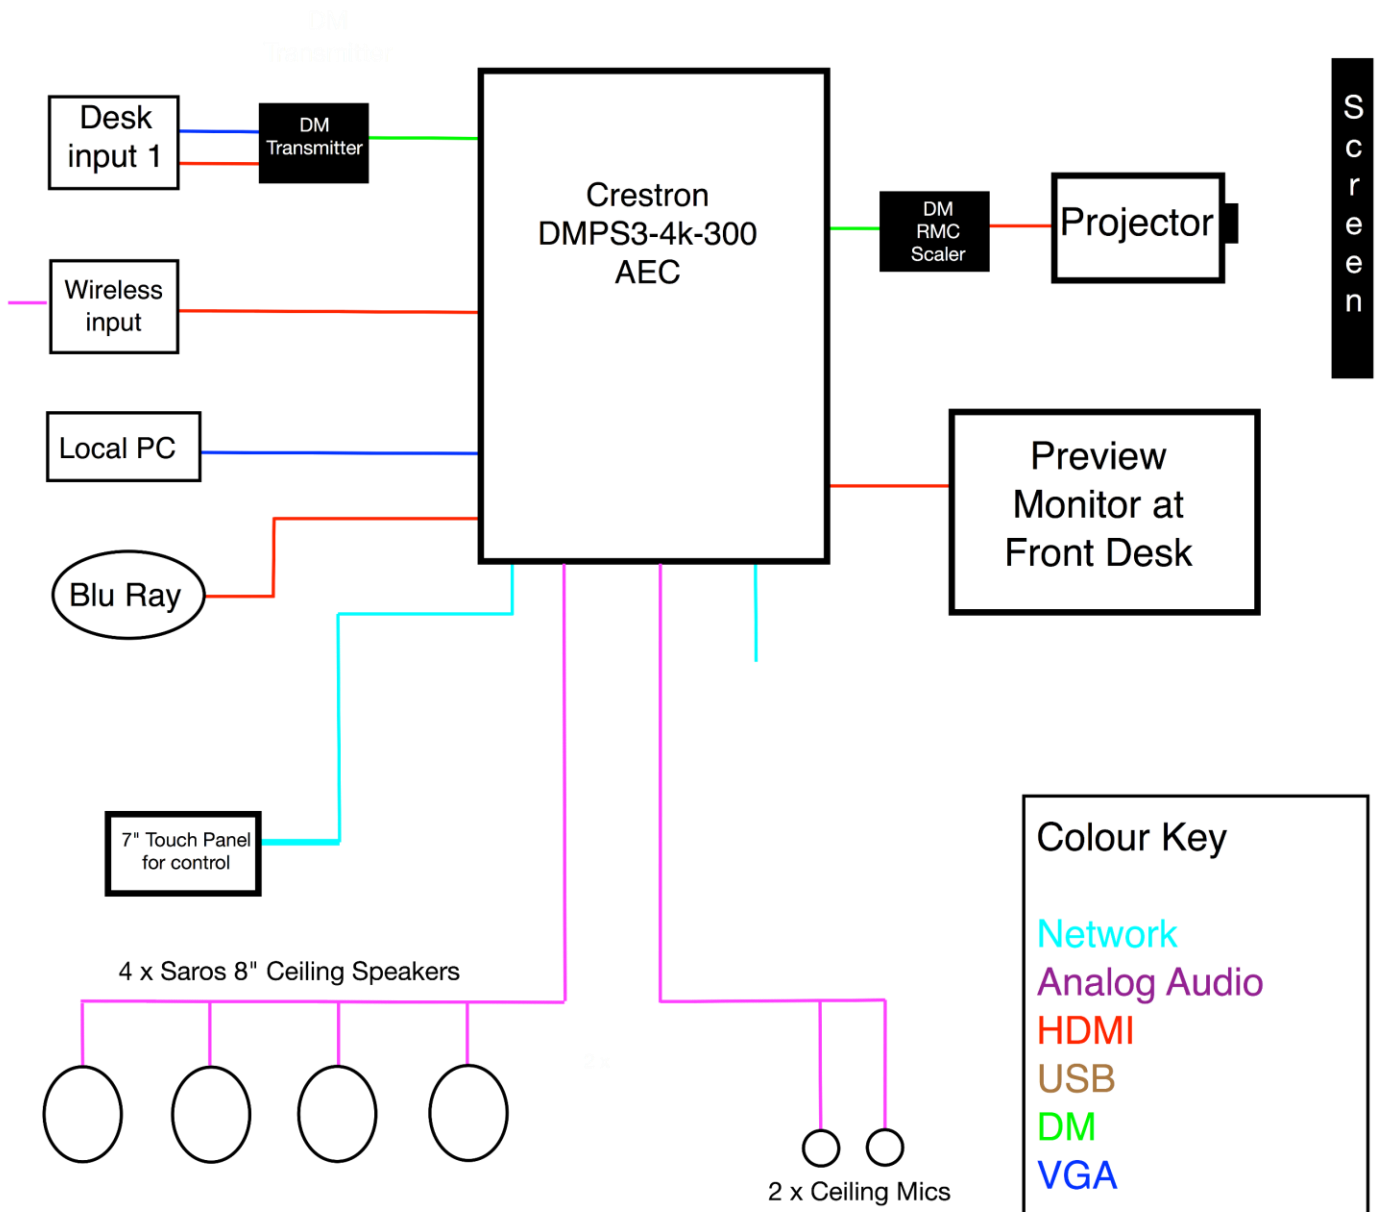 Desk
input 1
DM
Transmitter
Crestron
DMPS3-4k-300
AEC
DM
RMC
Scaler
Projector
S
c
r
e
e
n
Wireless
input
Local PC
Blu Ray
Preview
Monitor at
Front Desk
7" Touch Panel
for control
4 x Saros 8" Ceiling Speakers
2 x Ceiling Mics
Colour Key
Network
Analog Audio
HDMI
USB
DM
VGA